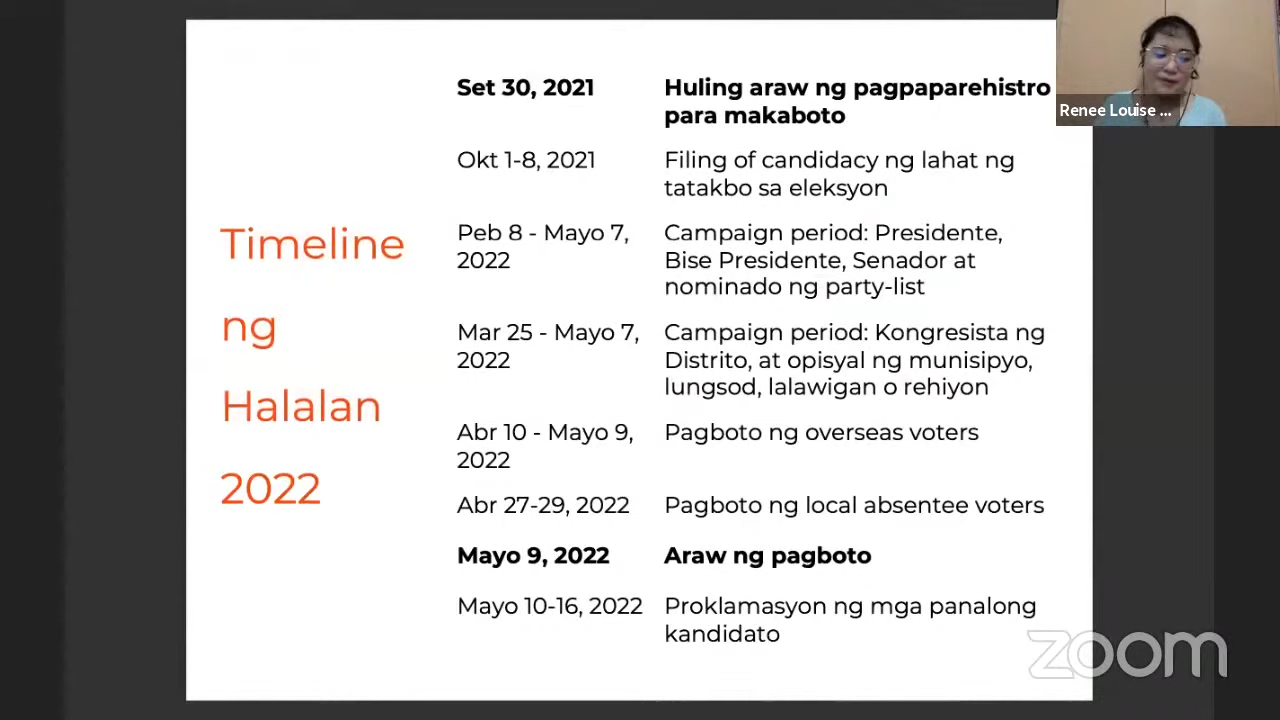 Timeline
ng
Halalan
2022
Set 30, 2021
Huling araw ng pagpaparehistro
para makaboto
Okt 1-8, 2021
Filing of candidacy ng lahat ng
tatakbo sa eleksyon
Peb 8 - Mayo 7,
2022
Campaign period: Presidente,
Bise Presidente, Senador at
nominado ng party-list
Mar 25 - Mayo 7,
2022
Campaign period: Kongresista ng
Distrito, at opisyal ng munisipyo,
lungsod, lalawigan o rehiyon
Abr 10 - Mayo 9,
2022
Pagboto ng overseas voters
Abr 27-29, 2022
Pagboto ng local absentee voters
Mayo 9, 2022
Araw ng pagboto
Mayo 10-16, 2022
Proklamasyon ng mga panalong
kandidato
Renee Louise ...
zoom